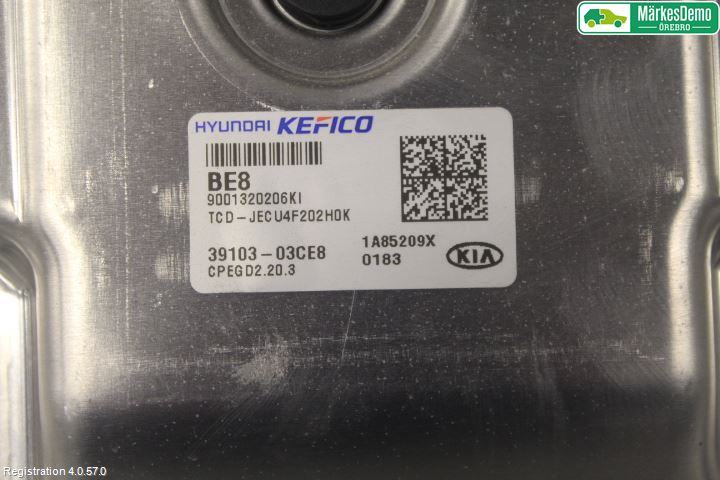 MärkesDemo
ÖREBRO
HYUNDAI KEFICO
BE8
9001320206KI
TCD-JECU4F202H0K
39103-03CE8
CPEGD2.20.3
1A85209X
0183
KIA
Registration 4.0.57.0